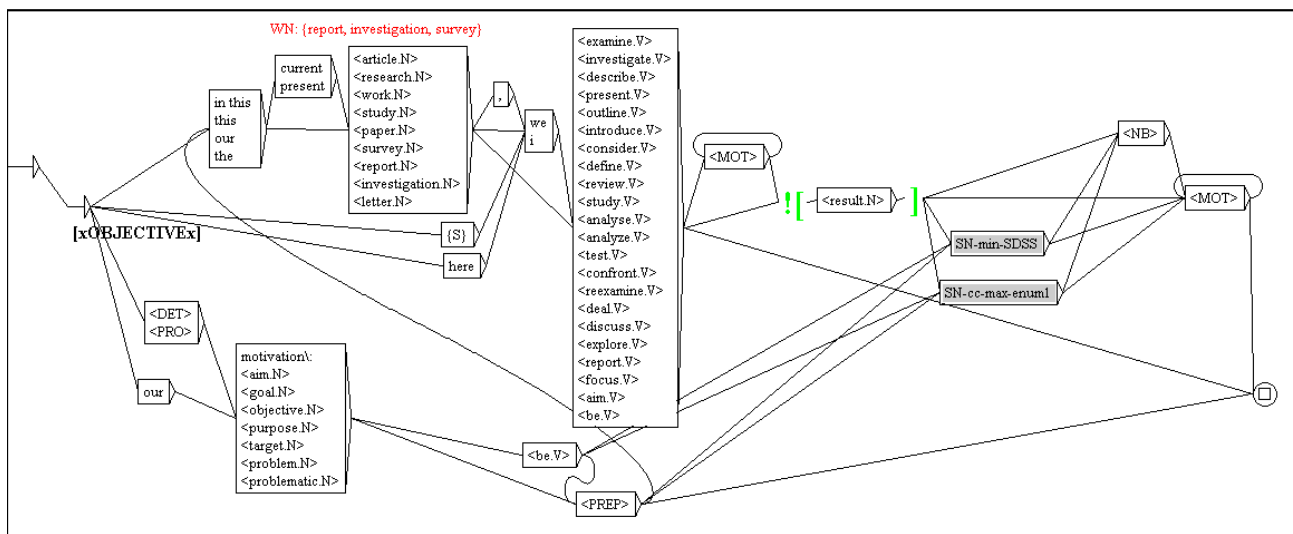 WN: {report, investigation, survey}
current
present
in this
this
our
the
<article.N>
<research.N>
<work.N>
<study.N>
<paper.N>
<survey.N>
<report.N>
<investigation.N>
<letter.N>
,
we
i
{S}
here
<examine.V>
<investigate.V>
<describe.V>
<present.V>
<outline.V>
<introduce.V>
<consider.V>
<define.V>
<review.V>
<study.V>
<analyse.V>
<analyze.V>
<test.V>
<confront.V>
<reexamine.V>
<deal.V>
<discuss.V>
<explore.V>
<report.V>
<focus.V>
<aim.V>
<be.V>
<MOT>
![ <result.N> ]
<NB>
<MOT>
SN-min-SDSS
SN-cc-max-enum1
[xOBJECTIVEx]
<DET>
<PRO>
our
motivation\:
<aim.N>
<goal.N>
<objective.N>
<purpose.N>
<target.N>
<problem.N>
<problematic.N>
<be.V>
<PREP>